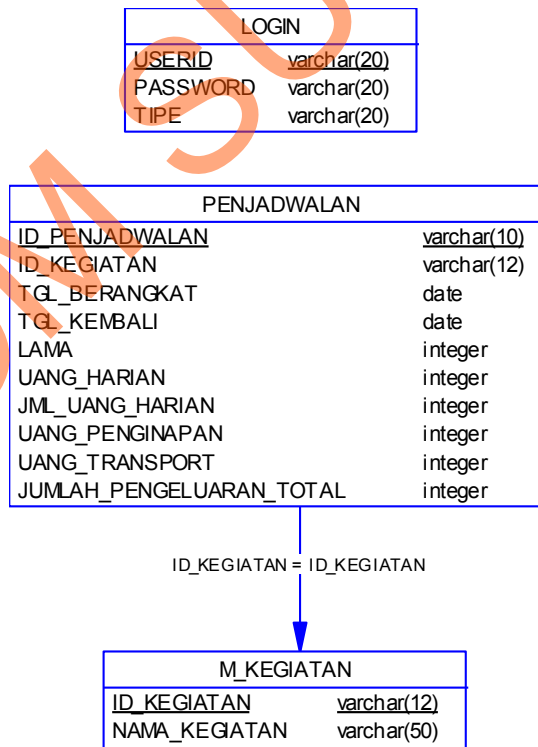 LOGIN
USERID varchar(20)
PASSWORD varchar(20)
TIPE varchar(20)
PENJADWALAN
ID_PENJADWALAN varchar(10)
ID_KEGIATAN varchar(12)
TGL_BERANGKAT date
TGL_KEMBALI date
LAMA integer
UANG_HARIAN integer
JML_UANG_HARIAN integer
UANG_PENGINAPAN integer
UANG_TRANSPORT integer
JUMLAH_PENGELUARAN_TOTAL integer
ID_KEGIATAN = ID_KEGIATAN
M_KEGIATAN
ID_KEGIATAN varchar(12)
NAMA_KEGIATAN varchar(50)